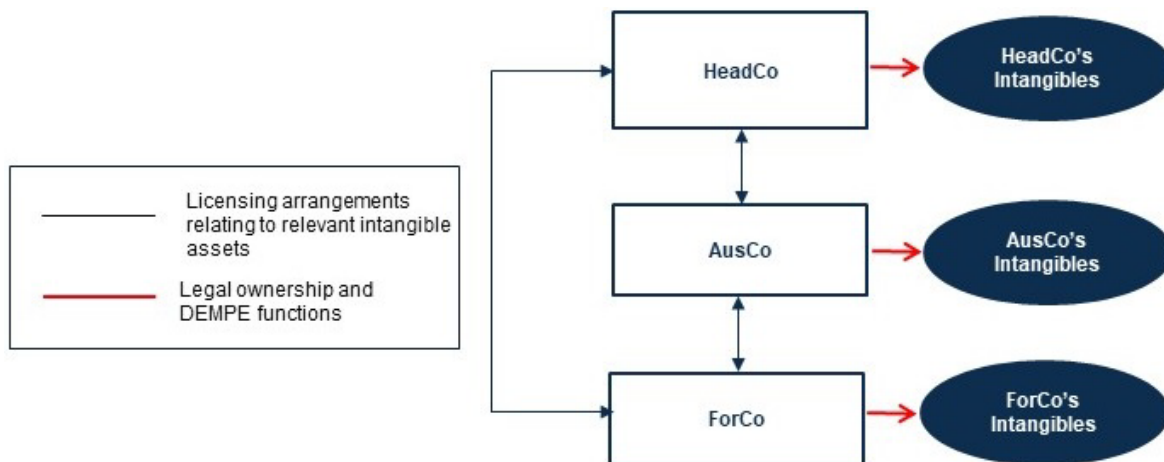 HeadCo
HeadCo's
Intangibles
Licensing arrangements
relating to relevant intangible
assets
Legal ownership and
DEMPE functions
AusCo
AusCo's
Intangibles
ForCo
ForCo's
Intangibles